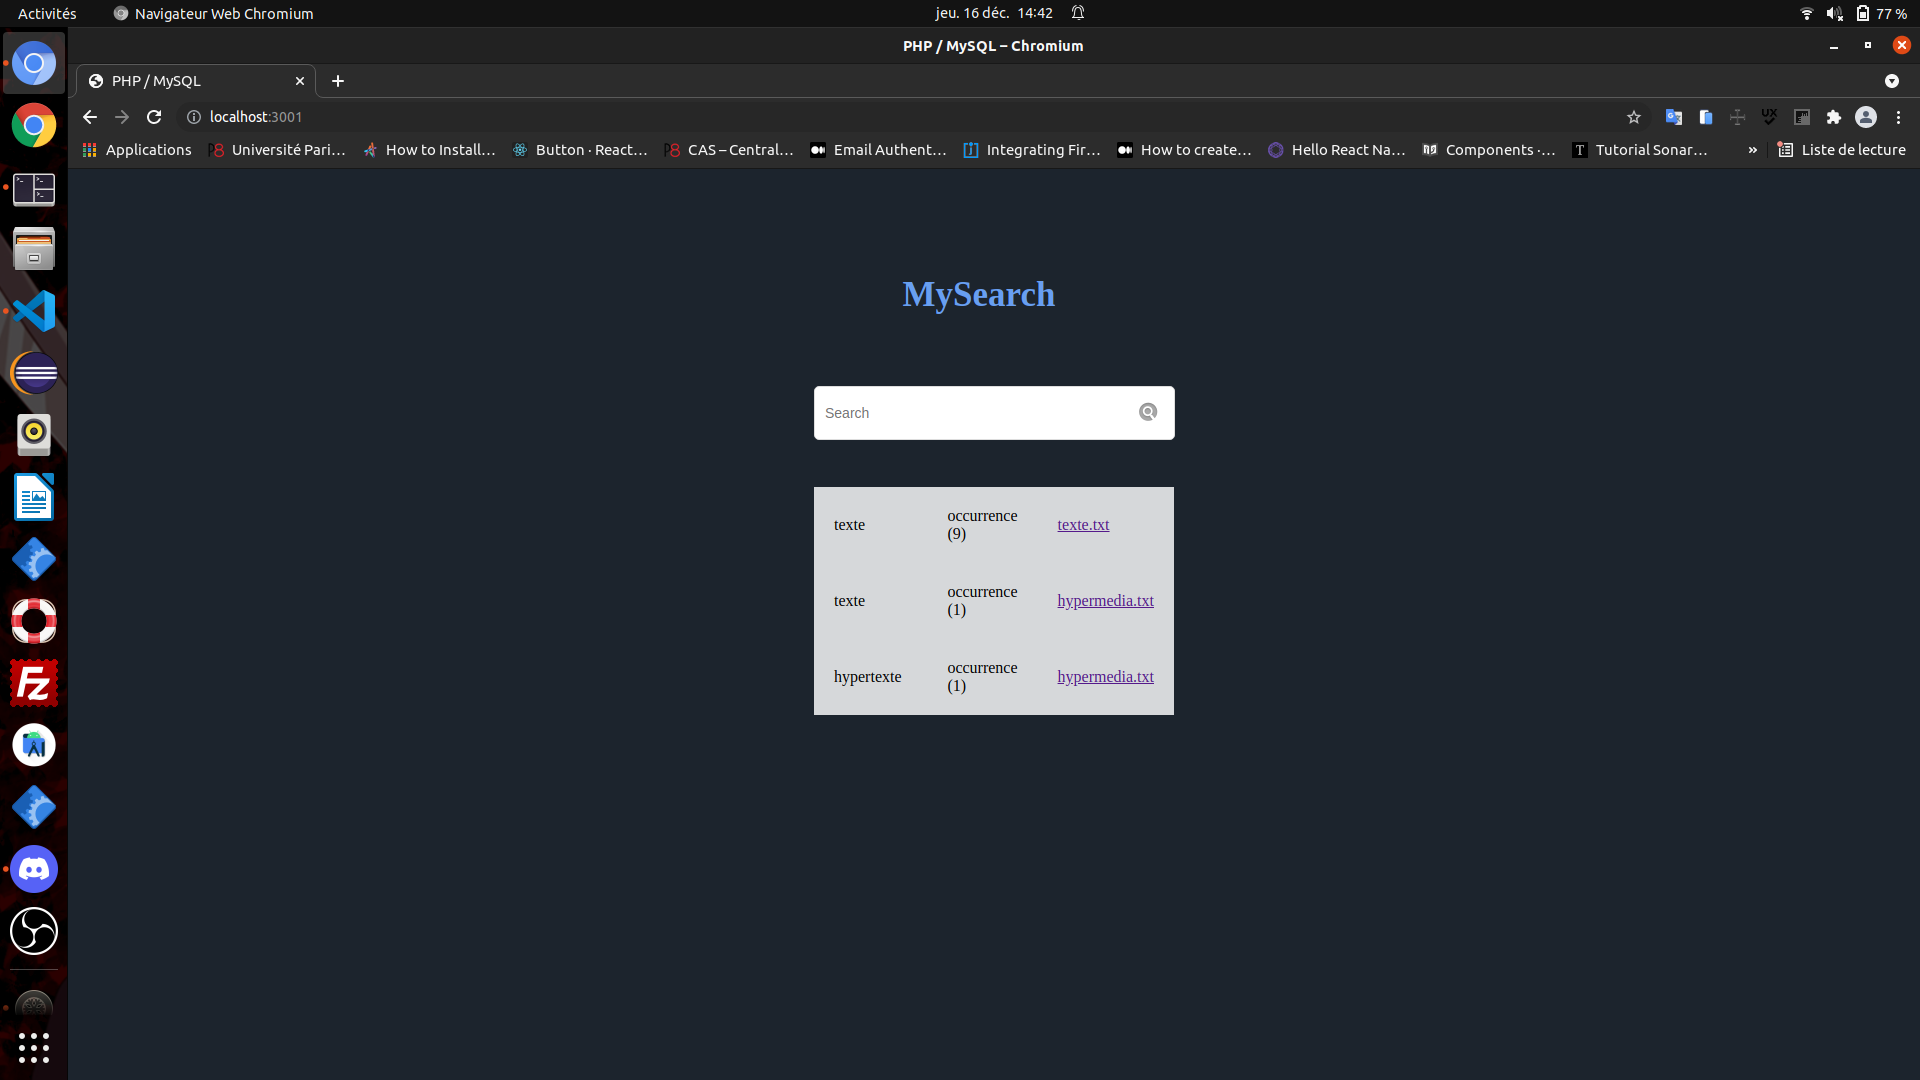 Activités
Navigateur Web Chromium
jeu. 16 déc. 14:42
77 %
PHP / MySQL – Chromium
PHP / MySQL
localhost:3001
Applications
Université Pari…
How to Install…
Button · React…
CAS – Central…
Email Authent…
Integrating Fir…
How to create…
Hello React Na…
Components ·…
Tutorial Sonar…
»
Liste de lecture
MySearch
Search
texte
occurrence
(9)
texte.txt
texte
occurrence
(1)
hypermedia.txt
hypertexte
occurrence
(1)
hypermedia.txt